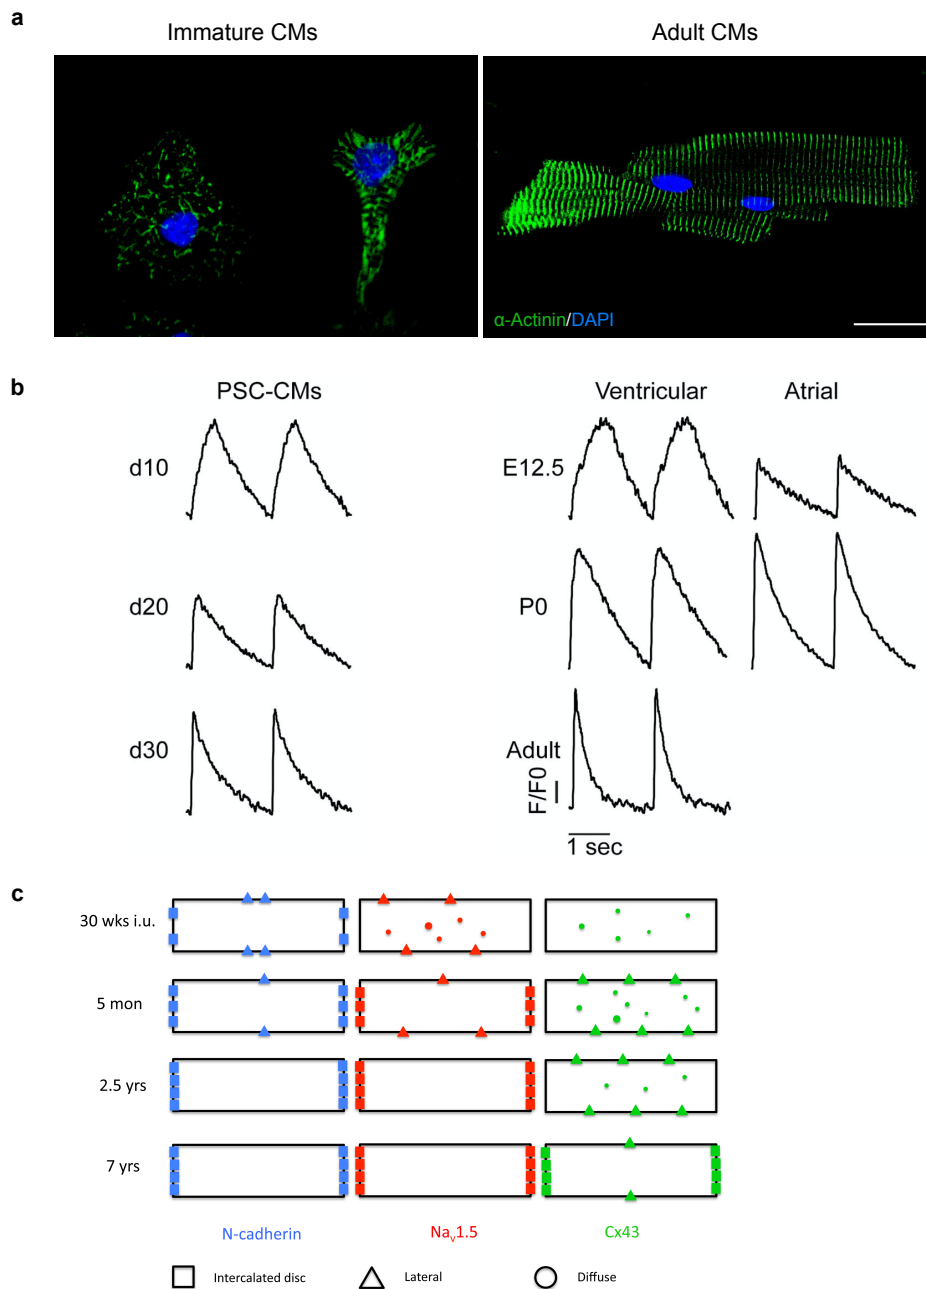 a
Immature CMs
Adult CMs
α-Actinin/DAPI
b
PSC-CMs
Ventricular
Atrial
d10
E12.5
d20
P0
d30
Adult
F/F0
1 sec
c
30 wks i.u.
5 mon
2.5 yrs
7 yrs
N-cadherin
Nav1.5
Cx43
Intercalated disc
Lateral
Diffuse